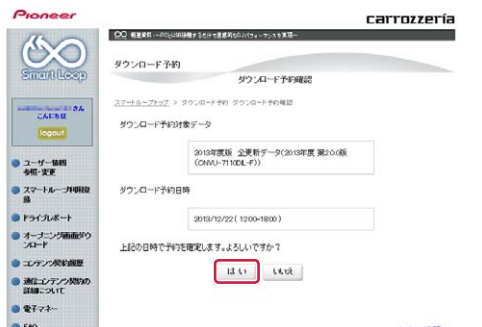 Pioneer
carrozzeria
Smart Loop
さん
こんにちは
logout
ユーザー情報
参照・変更
スマートループ利用登
録
ドライブレポート
オープニング画面ダウ
ンロード
コンテンツ契約履歴
通信コンテンツ契約の
詳細について
電子マネー
FAQ
ダウンロード予約
ダウンロード予約確認
スマートループトップ > ダウンロード予約 ダウンロード予約確認
ダウンロード予約対象データ
2013年度版 全更新データ(2013年度 第2.0.0版
(CNVU-7110DL-F))
ダウンロード予約日時
2013/12/22(12:00-18:00)
上記の日時で予約を確定します。よろしいですか?
はい
いいえ